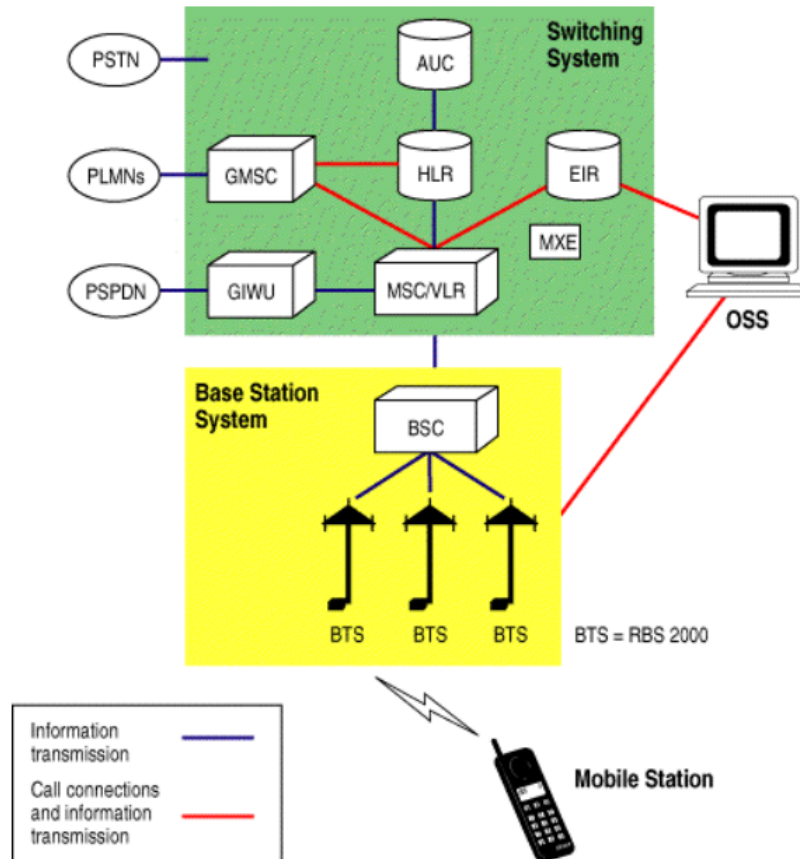 Switching
System
PSTN
AUC
PLMNs
GMSC
HLR
EIR
MXE
PSPDN
GIWU
MSC/VLR
OSS
Base Station
System
BSC
BTS
BTS
BTS
BTS = RBS 2000
Information
transmission
Call connections
and information
transmission
Mobile Station